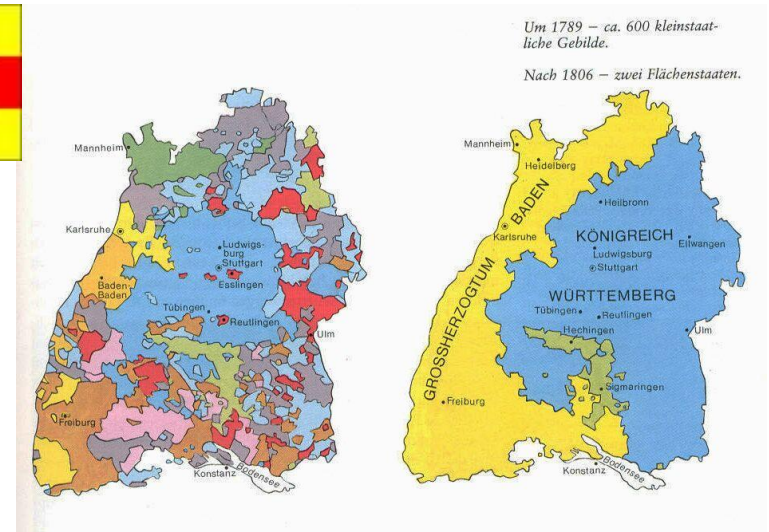 Um 1789 – ca. 600 kleinstaat-
liche Gebilde.
Nach 1806 – zwei Flächenstaaten.
Mannheim
Karlsruhe
Ludwigs-
burg
Stuttgart
Esslingen
Baden-
Baden
Tübingen
Reutlingen
Ulm
Freiburg
Konstanz
Bodensee
Mannheim
Heidelberg
BADEN
Heilbronn
Karlsruhe
KÖNIGREICH
Ellwangen
Ludwigsburg
Stuttgart
WÜRTTEMBERG
Tübingen
Reutlingen
GROSSHERZOGTUM
Hechingen
Ulm
Sigmaringen
Freiburg
Konstanz
Bodensee